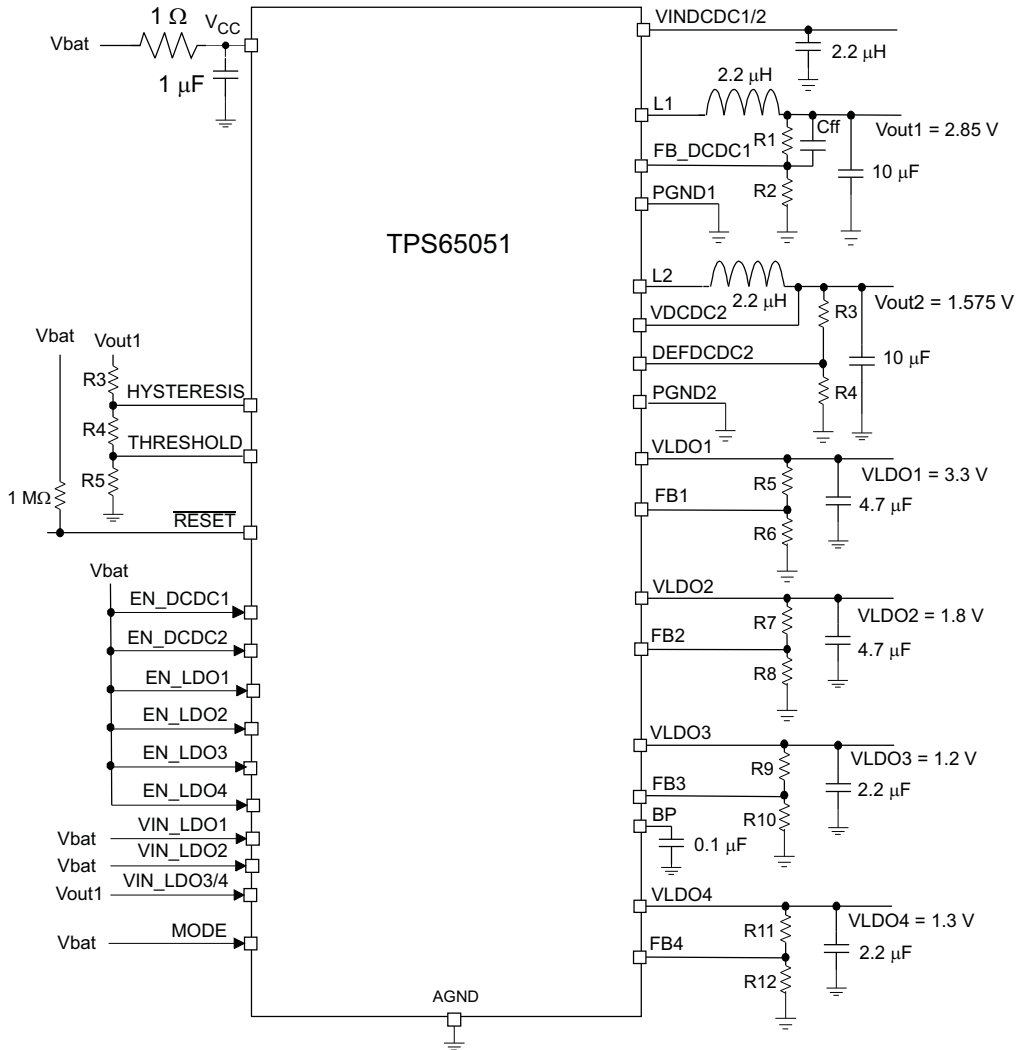 1 Ω
VCC
Vbat
1 μF
VINDCDC1/2
2.2 μH
2.2 μH
L1
Cff
R1
Vout1 = 2.85 V
FB_DCDC1
10 μF
R2
PGND1
TPS65051
L2
2.2 μH
Vout2 = 1.575 V
R3
VDCDC2
10 μF
DEFDCDC2
R4
PGND2
Vbat
Vout1
R3
HYSTERESIS
R4
THRESHOLD
R5
1 MΩ
RESET
VLDO1
VLDO1 = 3.3 V
R5
4.7 μF
FB1
R6
Vbat
EN_DCDC1
EN_DCDC2
EN_LDO1
EN_LDO2
EN_LDO3
EN_LDO4
VIN_LDO1
Vbat
VIN_LDO2
Vbat
VIN_LDO3/4
Vout1
MODE
Vbat
VLDO2
VLDO2 = 1.8 V
R7
4.7 μF
FB2
R8
VLDO3
VLDO3 = 1.2 V
R9
2.2 μF
FB3
R10
BP
0.1 μF
VLDO4
VLDO4 = 1.3 V
R11
2.2 μF
FB4
R12
AGND